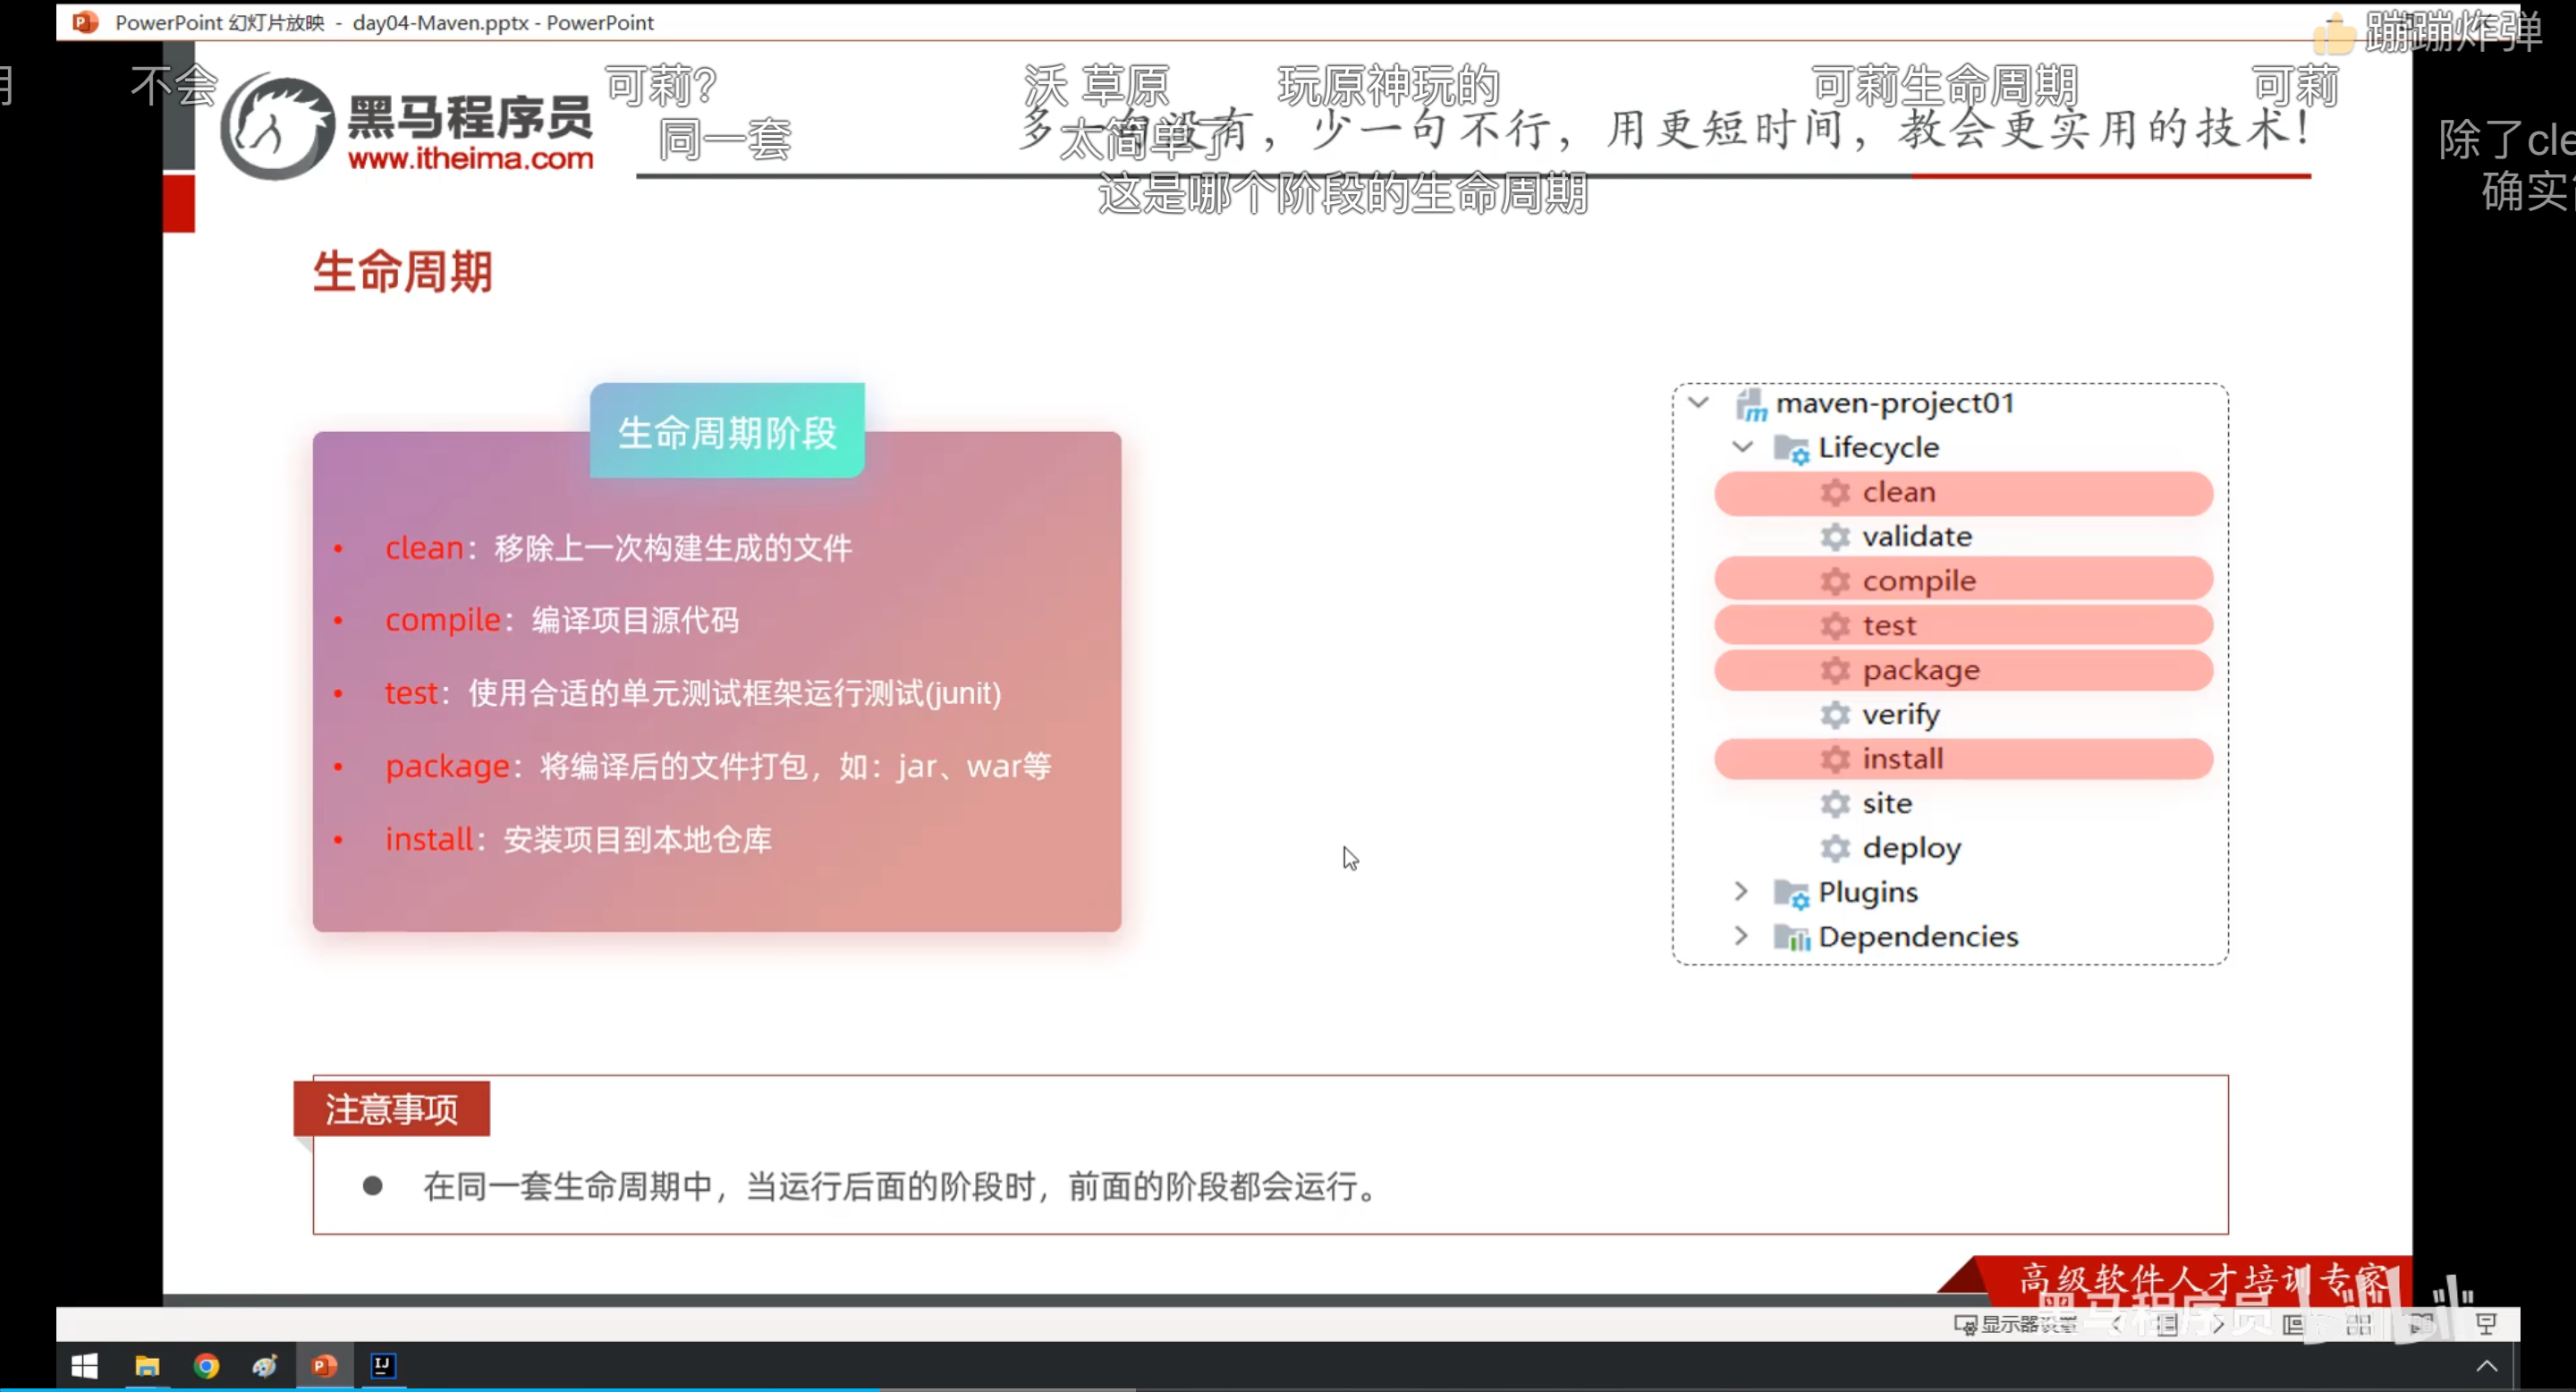 PowerPoint 幻灯片放映 - day04-Maven.pptx - PowerPoint
蹦蹦炸弹
不会
可莉?
沃 草原
玩原神玩的
可莉生命周期
可莉
黑马程序员
www.itheima.com
同一套
太简单了
多一句没有，少一句不行，用更短时间，教会更实用的技术！
除了cle
这是哪个阶段的生命周期
确实
生命周期
生命周期阶段
• clean：移除上一次构建生成的文件
• compile：编译项目源代码
• test：使用合适的单元测试框架运行测试(junit)
• package：将编译后的文件打包，如：jar、war等
• install：安装项目到本地仓库
maven-project01
Lifecycle
clean
validate
compile
test
package
verify
install
site
deploy
Plugins
Dependencies
注意事项
● 在同一套生命周期中，当运行后面的阶段时，前面的阶段都会运行。
高级软件人才培训专家
黑马程序员 bilibili
显示器设置